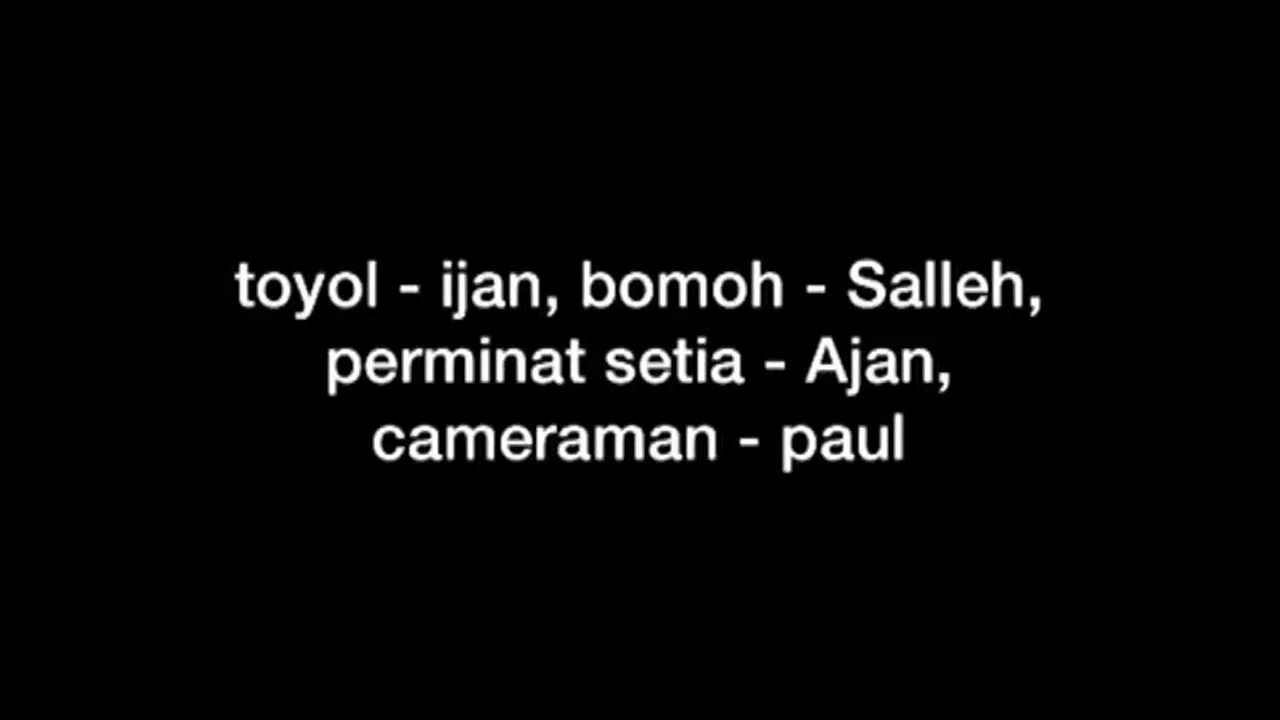 toyol - ijan, bomoh - Salleh,
perminat setia - Ajan,
cameraman - paul